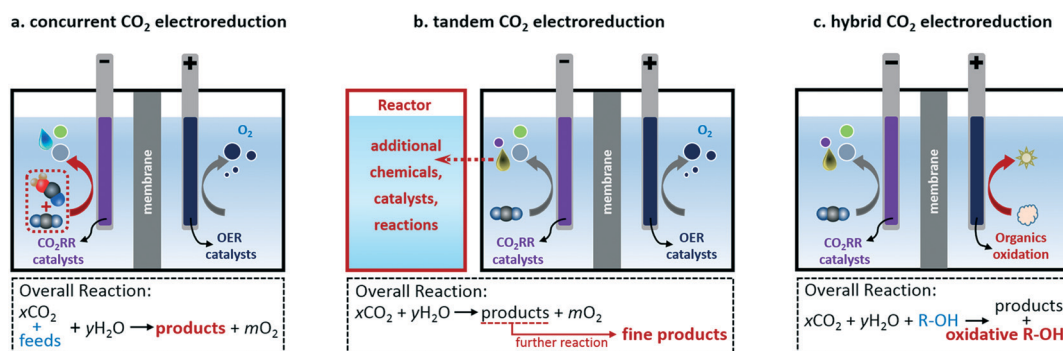 a. concurrent CO₂ electroreduction
−
+
O₂
+
membrane
CO₂RR
catalysts
OER
catalysts
Overall Reaction:
xCO₂
+
feeds
+ yH₂O → products + mO₂
b. tandem CO₂ electroreduction
Reactor
additional
chemicals,
catalysts,
reactions
−
+
O₂
membrane
CO₂RR
catalysts
OER
catalysts
Overall Reaction:
xCO₂ + yH₂O → products + mO₂
further reaction
fine products
c. hybrid CO₂ electroreduction
−
+
membrane
CO₂RR
catalysts
Organics
oxidation
Overall Reaction:
products
xCO₂ + yH₂O + R-OH → +
oxidative R-OH